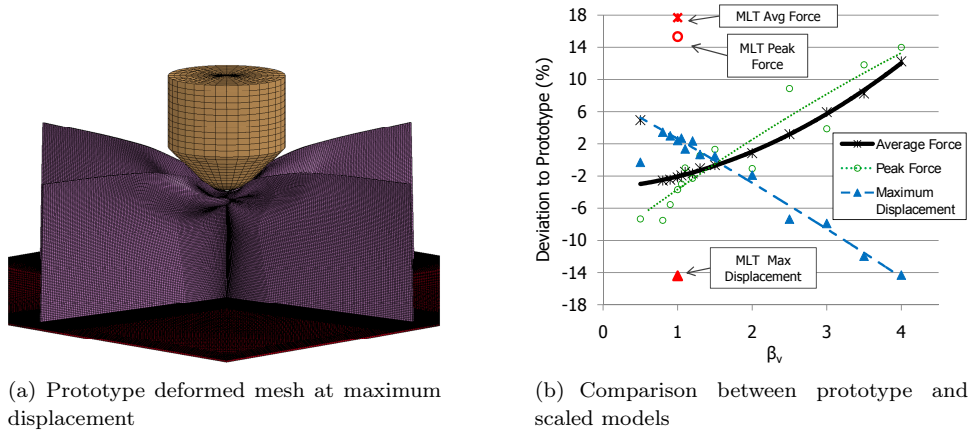 18
14
10
6
2
-2
-6
-10
-14
-18
Deviation to Prototype (%)
0
1
2
3
4
5
βv
MLT Avg Force
MLT Peak
Force
Average Force
Peak Force
Maximum
Displacement
MLT Max
Displacement
(a) Prototype deformed mesh at maximum
displacement
(b) Comparison between prototype and
scaled models